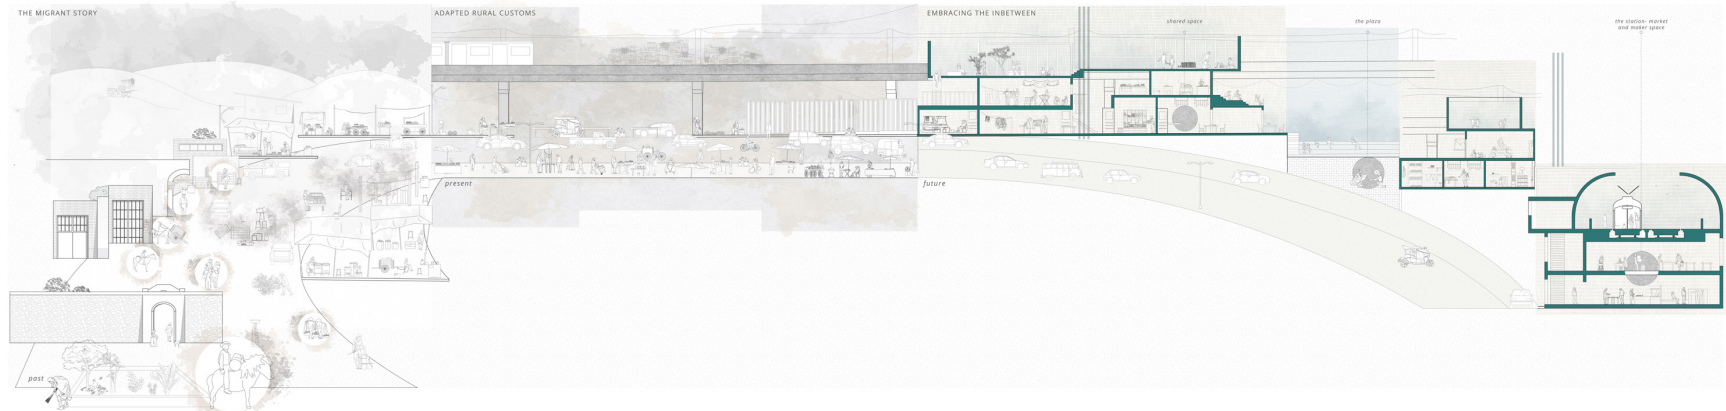 THE MIGRANT STORY
ADAPTED RURAL CUSTOMS
EMBRACING THE INBETWEEN
shared space
the plaza
the station- market
and maker space
present
future
past